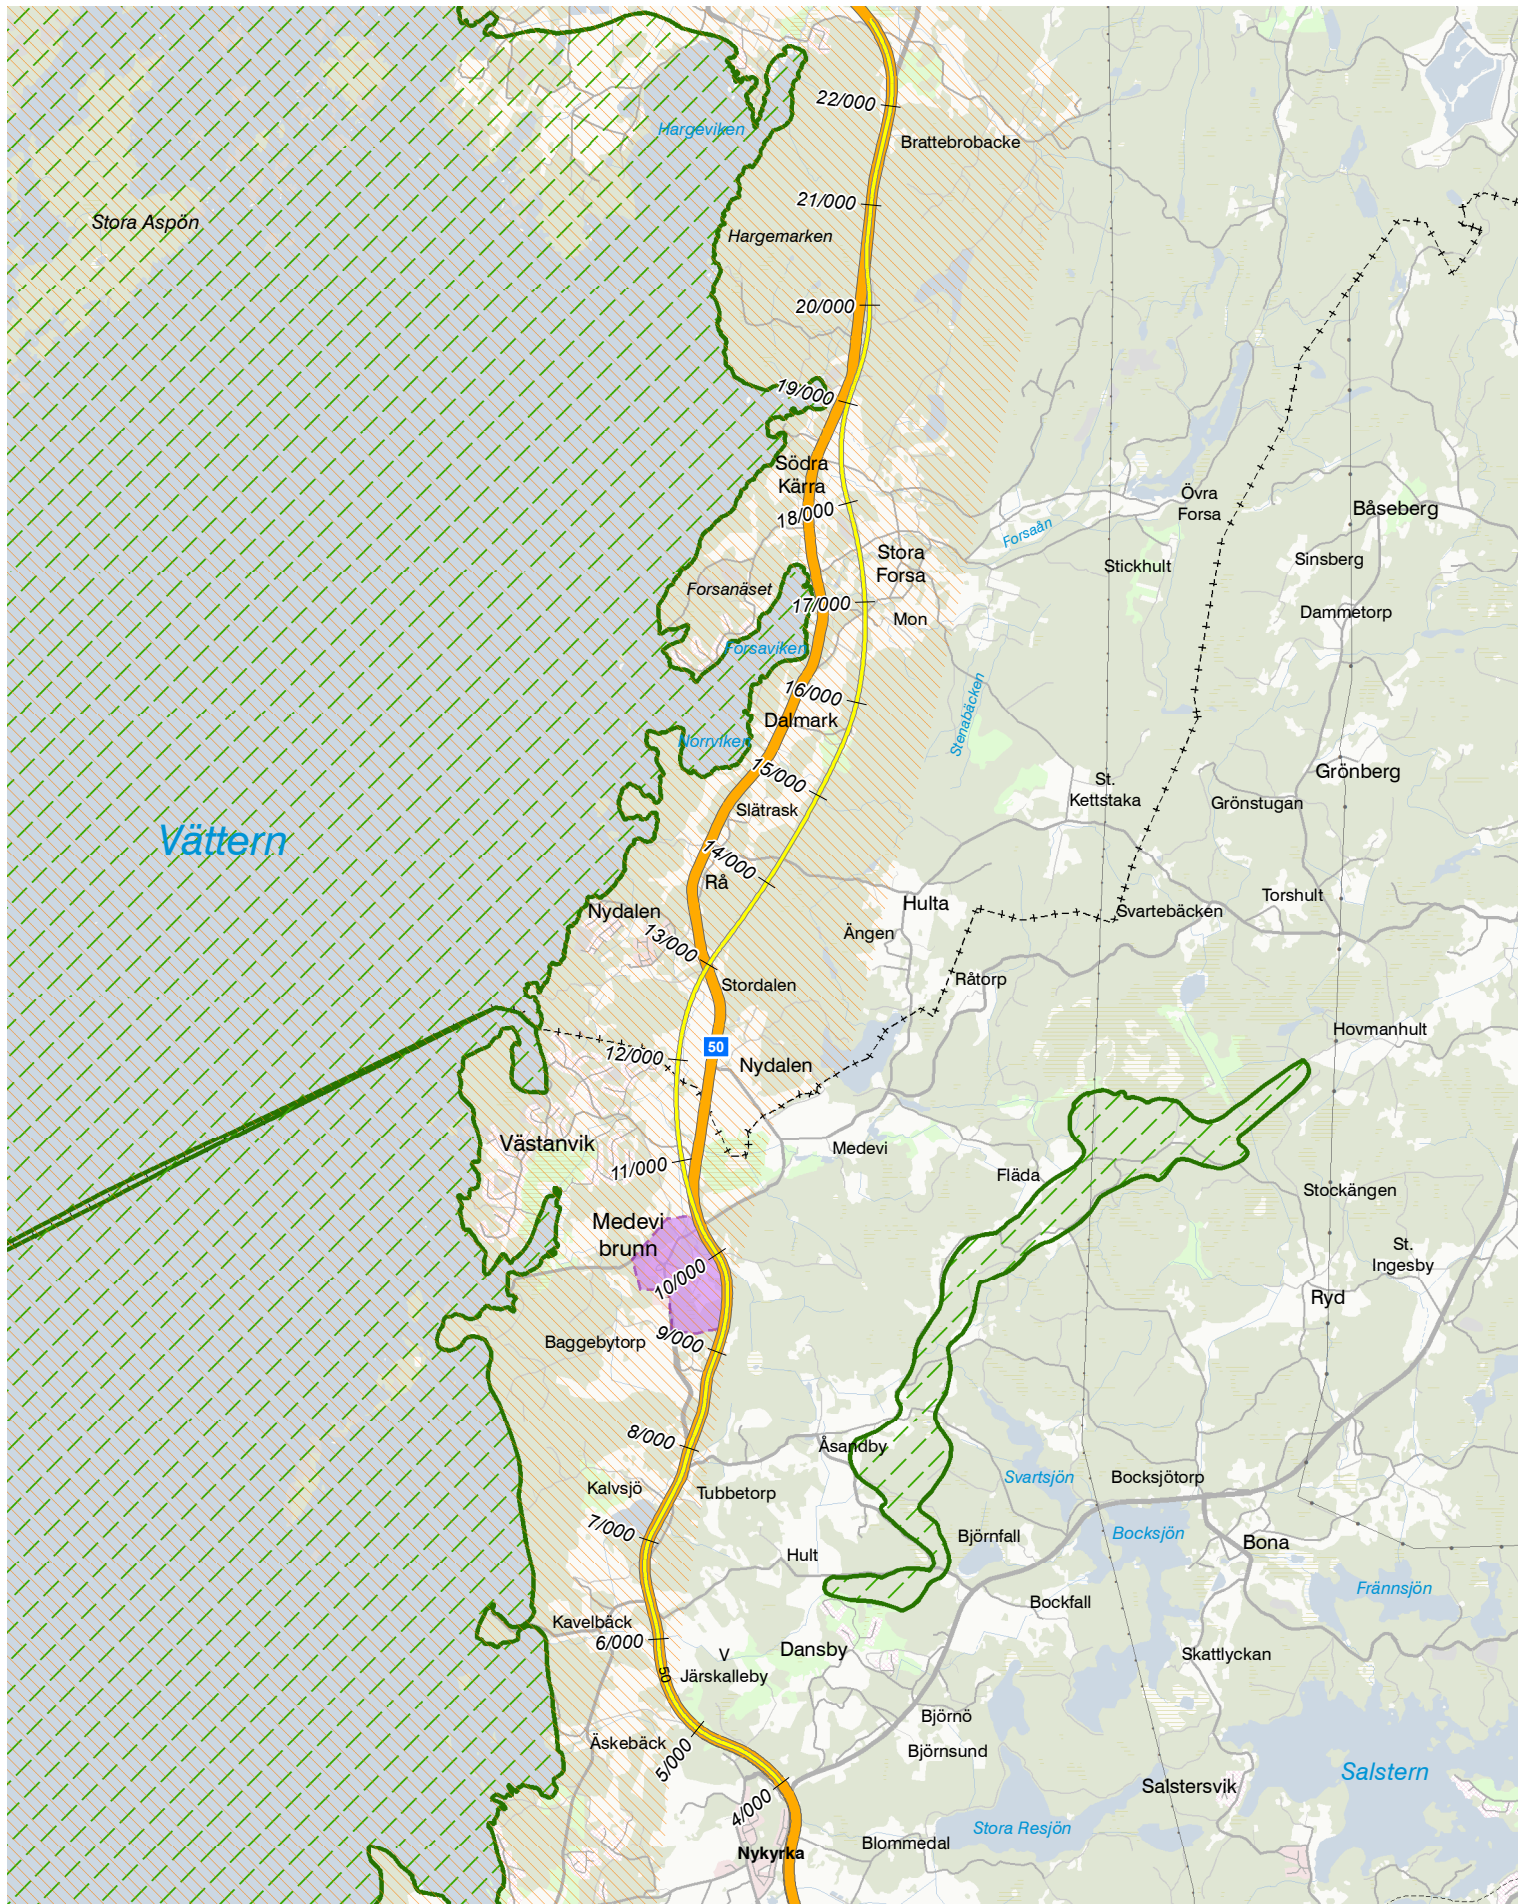 22/000
Hargeviken
Brattebrobacke
21/000
Stora Aspön
Hargemarken
20/000
19/000
Södra
Kärra
18/000
Övra
Forsa
Båseberg
Forsaån
Stora
Forsa
Stickhult
Sinsberg
Forsanäset
17/000
Mon
Dammetorp
Forsaviken
16/000
Stenabäcken
Dalmark
Norrviken
15/000
St.
Kettstaka
Grönberg
Grönstugan
Slätrask
Vättern
14/000
Rå
Nydalen
Hulta
Torshult
Svartebäcken
13/000
Ängen
Stordalen
Råtorp
Hovmanhult
50
12/000
Nydalen
Västanvik
Medevi
11/000
Fläda
Stockängen
Medevi
brunn
St.
Ingesby
10/000
Ryd
9/000
Baggebytorp
8/000
Åsandby
Svartsjön
Bocksjötorp
Kalvsjö
Tubbetorp
7/000
Björnfall
Bocksjön
Bona
Hult
Frännsjön
Bockfall
Kavelbäck
6/000
Dansby
V
Järskalleby
50
Skattlyckan
Björnö
Äskebäck
5/000
Björnsund
Salstern
Salstersvik
4/000
Stora Resjön
Blommedal
Nykyrka